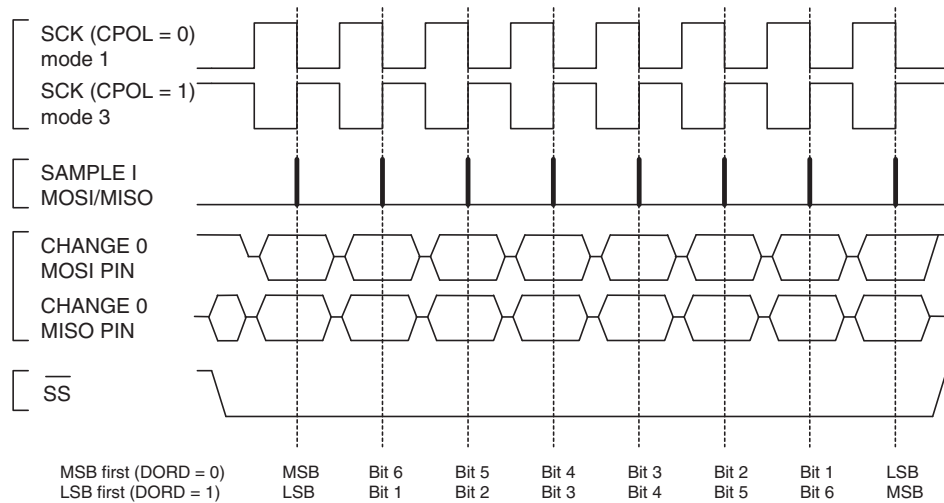 SCK (CPOL = 0)
mode 1
SCK (CPOL = 1)
mode 3
SAMPLE I
MOSI/MISO
CHANGE 0
MOSI PIN
CHANGE 0
MISO PIN
SS
MSB first (DORD = 0) MSB Bit 6 Bit 5 Bit 4 Bit 3 Bit 2 Bit 1 LSB
LSB first (DORD = 1) LSB Bit 1 Bit 2 Bit 3 Bit 4 Bit 5 Bit 6 MSB